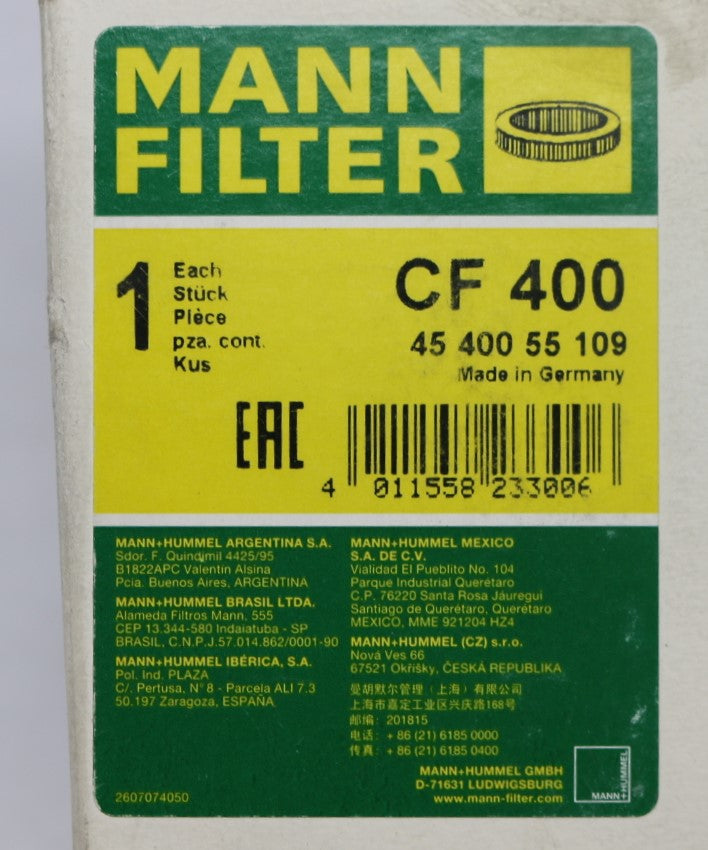 MANN
FILTER
1
Each
Stück
Pièce
pza. cont.
Kus
CF 400
45 400 55 109
Made in Germany
EAC
4 011558 233006
MANN+HUMMEL ARGENTINA S.A.
Sdor. F. Quindimil 4425/95
B1822APC Valentin Alsina
Pcia. Buenos Aires, ARGENTINA
MANN+HUMMEL BRASIL LTDA.
Alameda Filtros Mann, 555
CEP 13.344-580 Indaiatuba - SP
BRASIL, C.N.P.J.57.014.862/0001-90
MANN+HUMMEL IBÉRICA, S.A.
Pol. Ind. PLAZA
C/. Pertusa, N° 8 - Parcela ALI 7.3
50.197 Zaragoza, ESPAÑA
MANN+HUMMEL MEXICO
S.A. DE C.V.
Vialidad El Pueblito No. 104
Parque Industrial Querétaro
C.P. 76220 Santa Rosa Jáuregui
Santiago de Querétaro, Querétaro
MEXICO, MME 921204 HZ4
MANN+HUMMEL (CZ) s.r.o.
Nová Ves 66
67521 Okříšky, ČESKÁ REPUBLIKA
曼胡默尔管理（上海）有限公司
上海市嘉定工业区兴庆路168号
邮编: 201815
电话: + 86 (21) 6185 0000
传真: + 86 (21) 6185 0400
MANN+HUMMEL GMBH
D-71631 LUDWIGSBURG
www.mann-filter.com
MANN+HUMMEL
2607074050